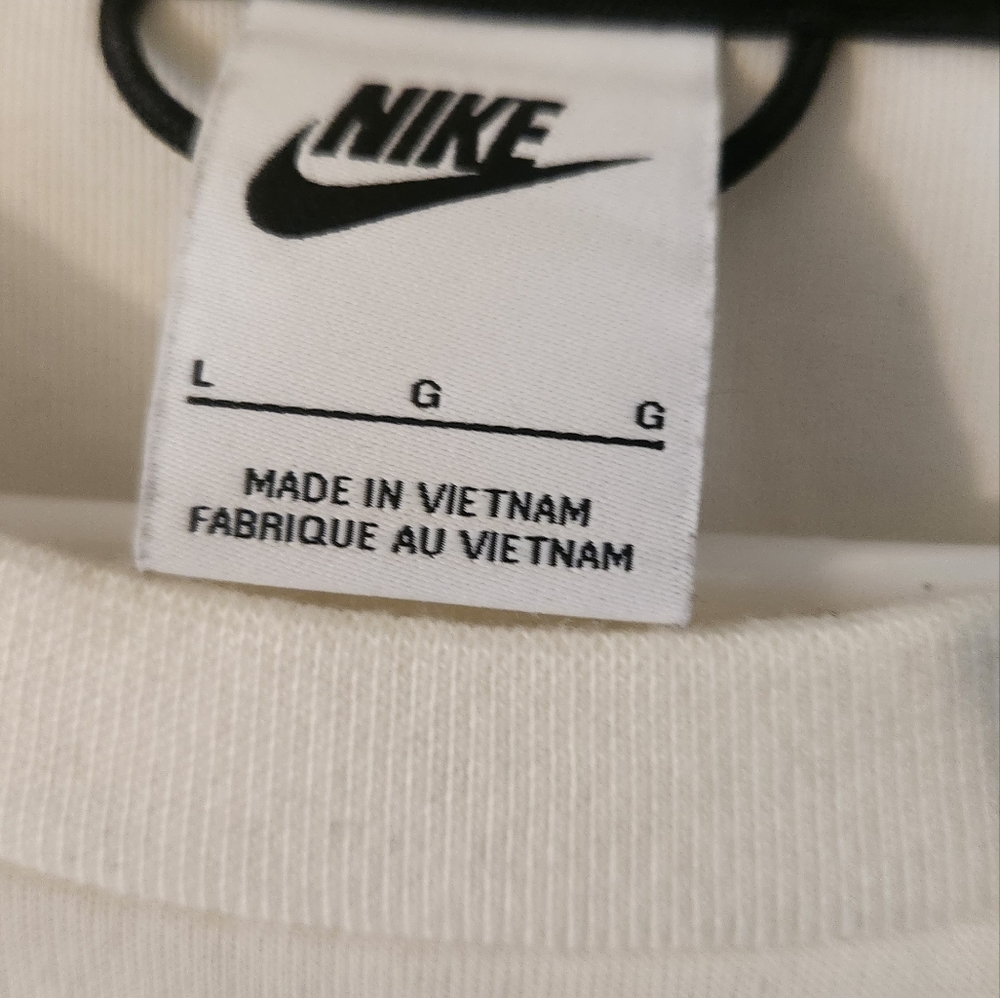 NIKE
L G G
MADE IN VIETNAM
FABRIQUE AU VIETNAM